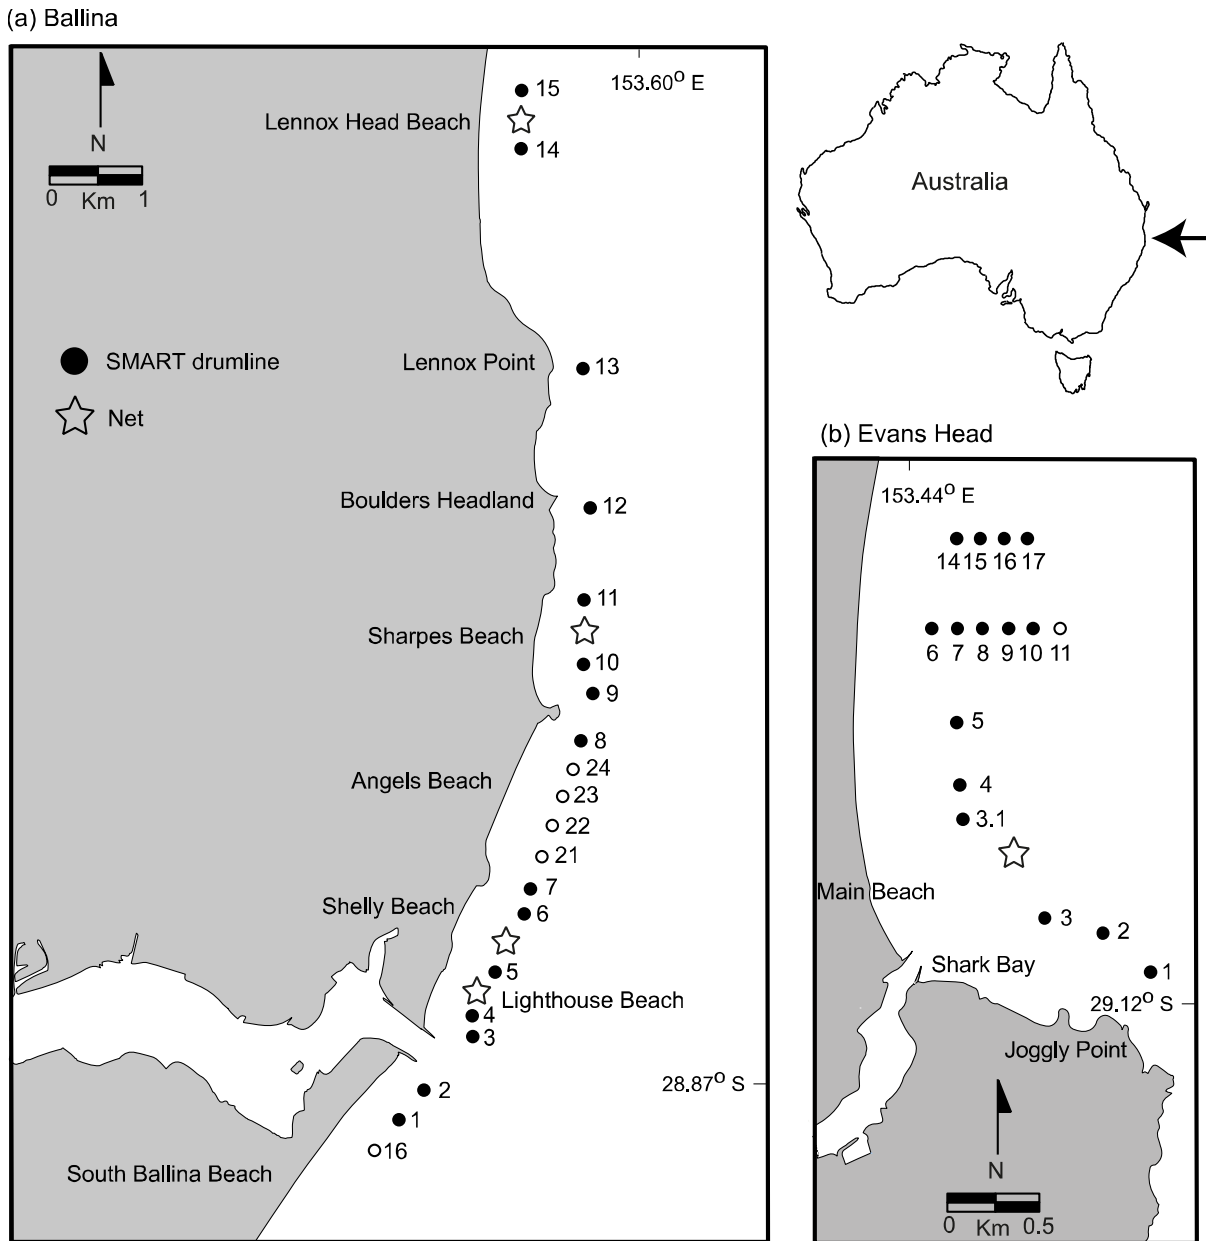 (a) Ballina
153.60° E
15
Lennox Head Beach
14
N
0 Km 1
SMART drumline
Net
Lennox Point
13
Boulders Headland
12
11
Sharpes Beach
10
9
8
Angels Beach
24
23
22
21
7
Shelly Beach
6
5
Lighthouse Beach
4
3
28.87° S
2
1
16
South Ballina Beach
Australia
(b) Evans Head
153.44° E
14 15 16 17
6 7 8 9 10 11
5
4
3.1
Main Beach
3
2
Shark Bay
1
29.12° S
Joggly Point
N
0 Km 0.5